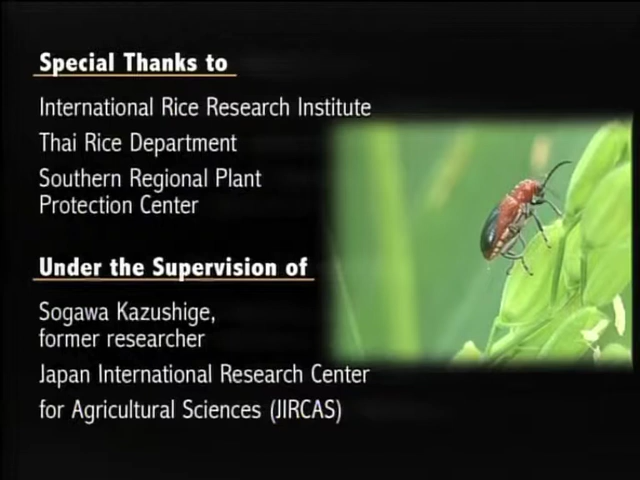 Special Thanks to
International Rice Research Institute
Thai Rice Department
Southern Regional Plant
Protection Center
Under the Supervision of
Sogawa Kazushige,
former researcher
Japan International Research Center
for Agricultural Sciences (JIRCAS)